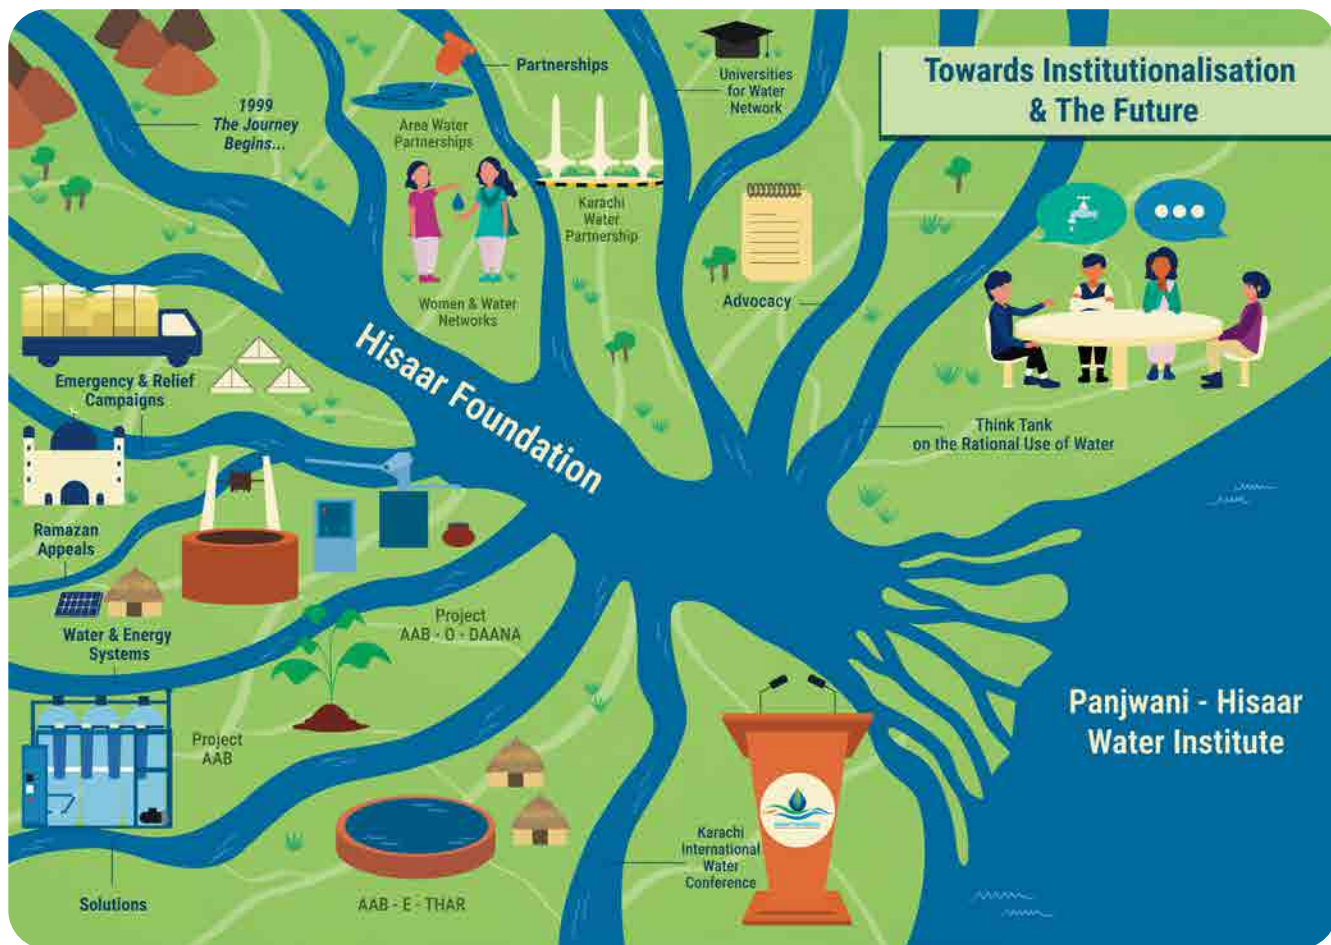 Towards Institutionalisation
& The Future
1999
The Journey
Begins...
Partnerships
Area Water
Partnerships
Women & Water
Networks
Karachi
Water
Partnership
Universities
for Water
Network
Advocacy
Think Tank
on the Rational Use of Water
Hisaar Foundation
Emergency & Relief
Campaigns
Ramazan
Appeals
Water & Energy
Systems
Project
AAB - O - DAANA
Project
AAB
Solutions
AAB - E - THAR
Karachi
International
Water
Conference
Panjwani - Hisaar
Water Institute